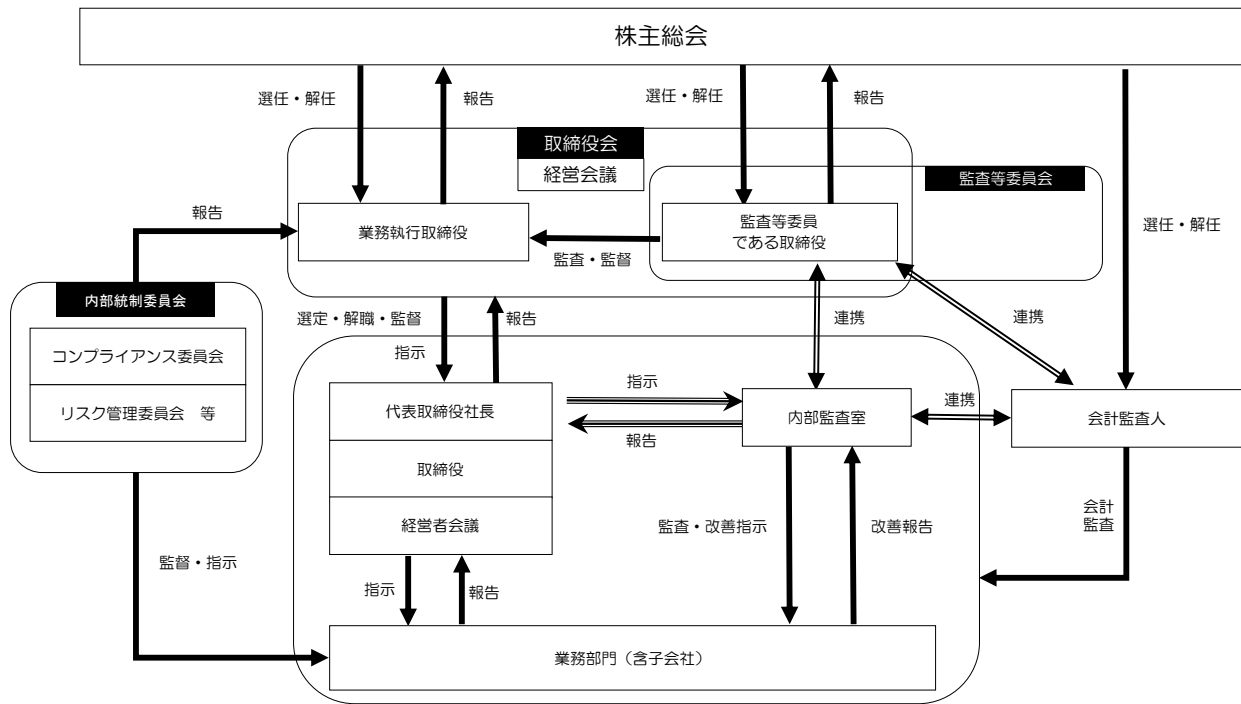 株主総会
選任・解任
報告
選任・解任
報告
取締役会
経営会議
監査等委員会
報告
業務執行取締役
監査等委員
である取締役
選任・解任
監査・監督
内部統制委員会
選定・解職・監督
報告
連携
連携
コンプライアンス委員会
指示
リスク管理委員会　等
代表取締役社長
指示
内部監査室
連携
会計監査人
報告
取締役
経営者会議
監査・改善指示
改善報告
会計
監査
監督・指示
指示
報告
業務部門（含子会社）